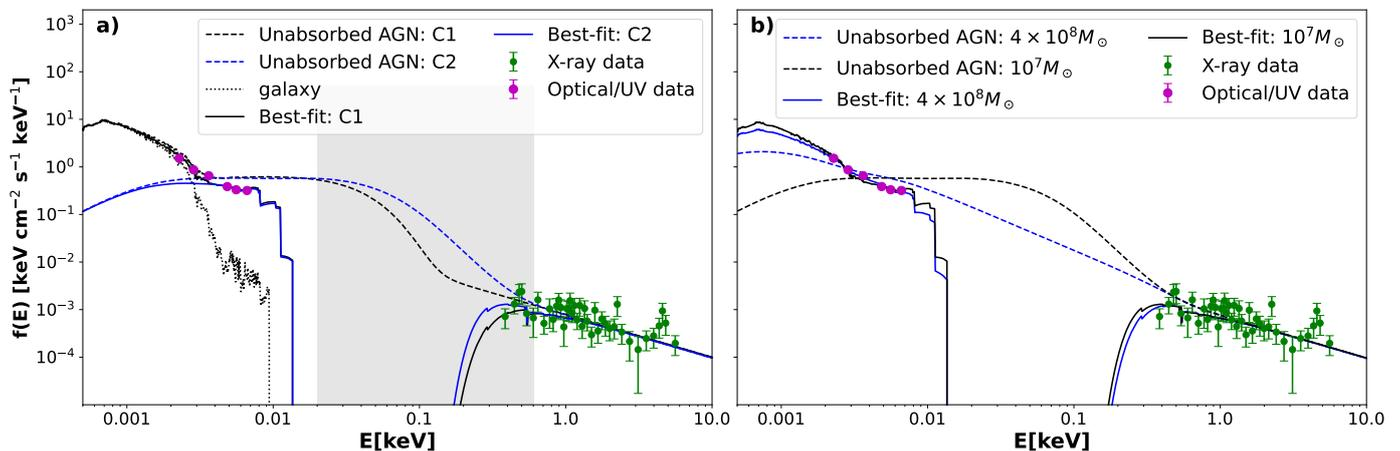 a)
Unabsorbed AGN: C1
Unabsorbed AGN: C2
galaxy
Best-fit: C1
Best-fit: C2
X-ray data
Optical/UV data
10³
10²
10¹
10⁰
10⁻¹
10⁻²
10⁻³
10⁻⁴
f(E) [keV cm⁻² s⁻¹ keV⁻¹]
0.001 0.01 0.1 1.0 10.0
E[keV]
b)
Unabsorbed AGN: 4 × 10⁸M☉
Unabsorbed AGN: 10⁷M☉
Best-fit: 4 × 10⁸M☉
Best-fit: 10⁷M☉
X-ray data
Optical/UV data
0.001 0.01 0.1 1.0 10.0
E[keV]